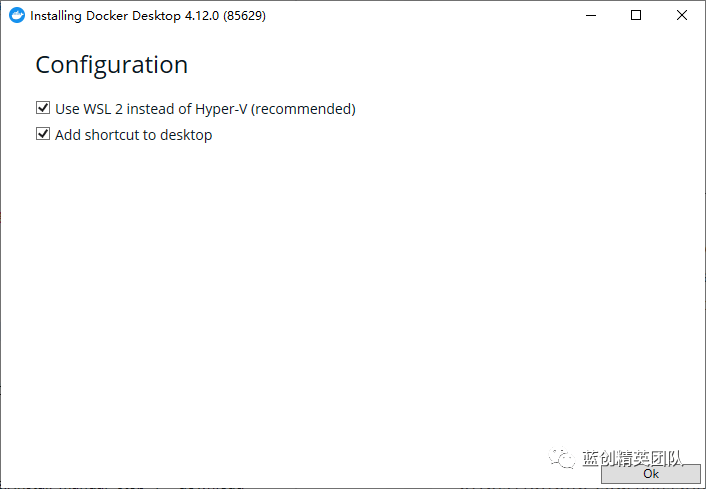 Installing Docker Desktop 4.12.0 (85629)
Configuration
Use WSL 2 instead of Hyper-V (recommended)
Add shortcut to desktop
蓝创精英团队
Ok